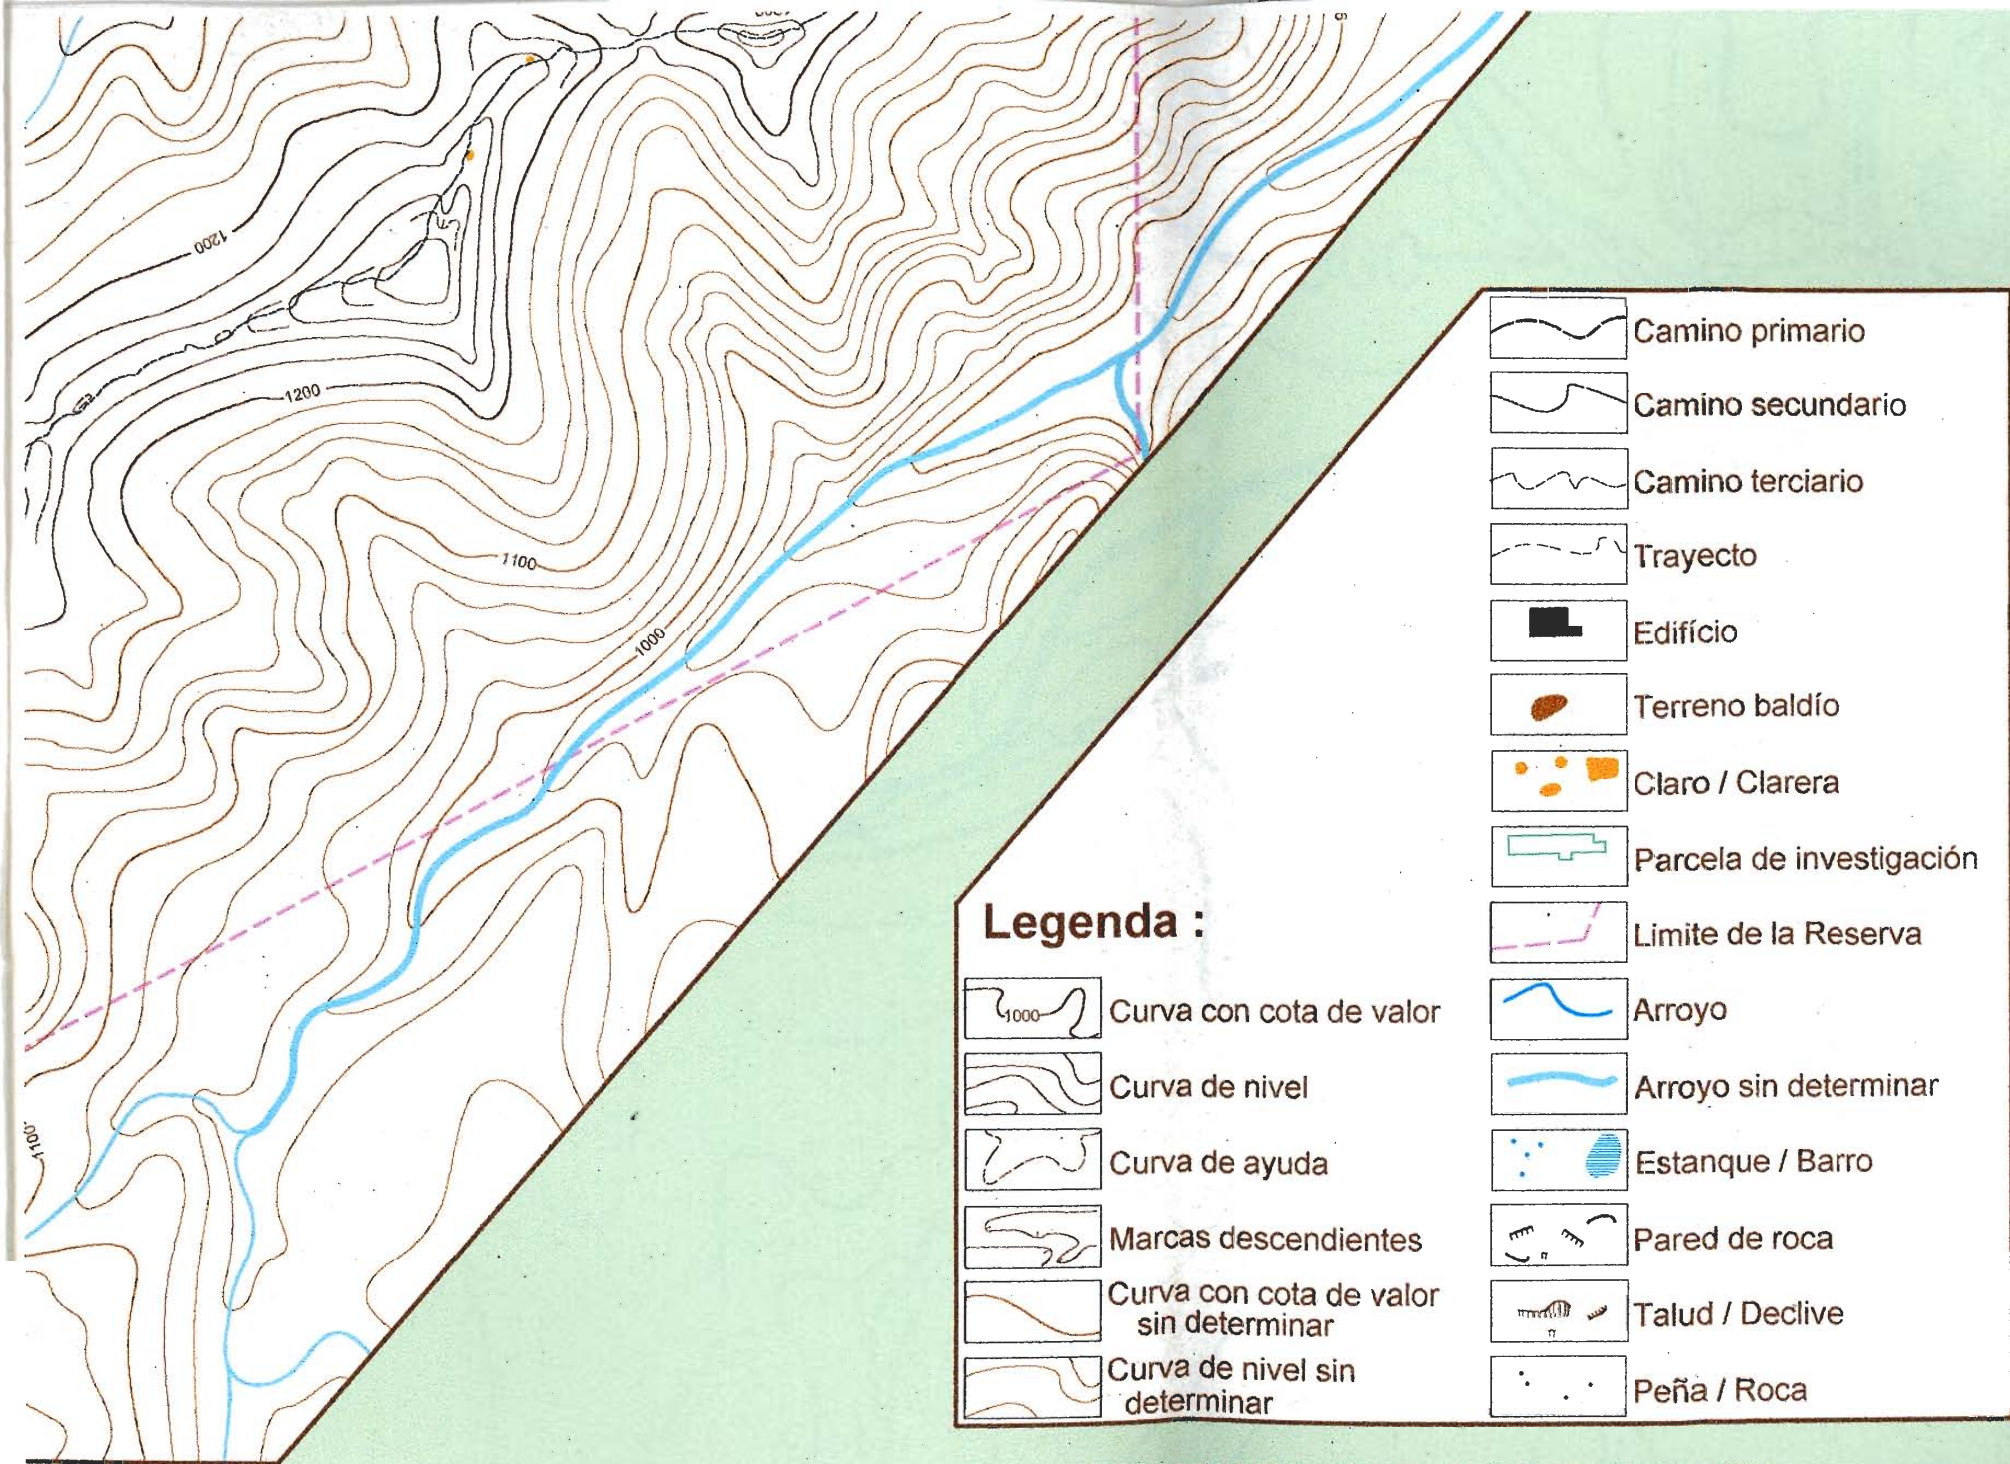 1200
1200
1100
1000
1100
Legenda :
1000
Curva con cota de valor
Curva de nivel
Curva de ayuda
Marcas descendientes
Curva con cota de valor
sin determinar
Curva de nivel sin
determinar
Camino primario
Camino secundario
Camino terciario
Trayecto
Edifício
Terreno baldío
Claro / Clarera
Parcela de investigación
Limite de la Reserva
Arroyo
Arroyo sin determinar
Estanque / Barro
Pared de roca
Talud / Declive
Peña / Roca